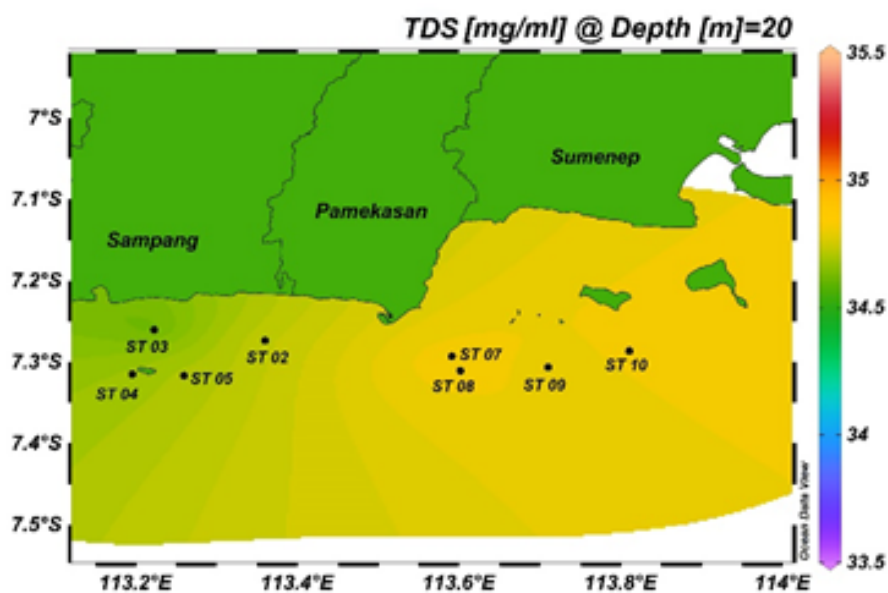 TDS [mg/ml] @ Depth [m]=20
35.5
7°S
Sumenep
35
7.1°S
Pamekasan
Sampang
7.2°S
34.5
7.3°S
ST 03
ST 02
ST 07
ST 10
ST 04
ST 05
ST 08
ST 09
7.4°S
34
7.5°S
Ocean Data View
33.5
113.2°E
113.4°E
113.6°E
113.8°E
114°E